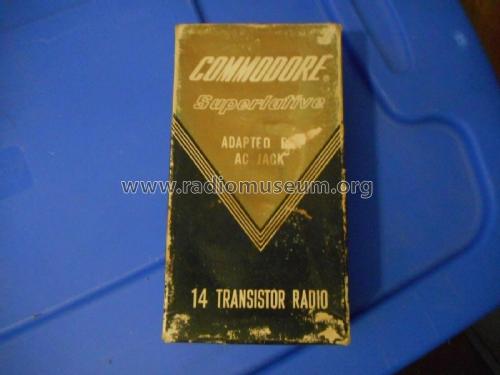 COMMODORE®
Superlative
ADAPTED
AC JACK
www.radiomuseum.org
14 TRANSISTOR RADIO